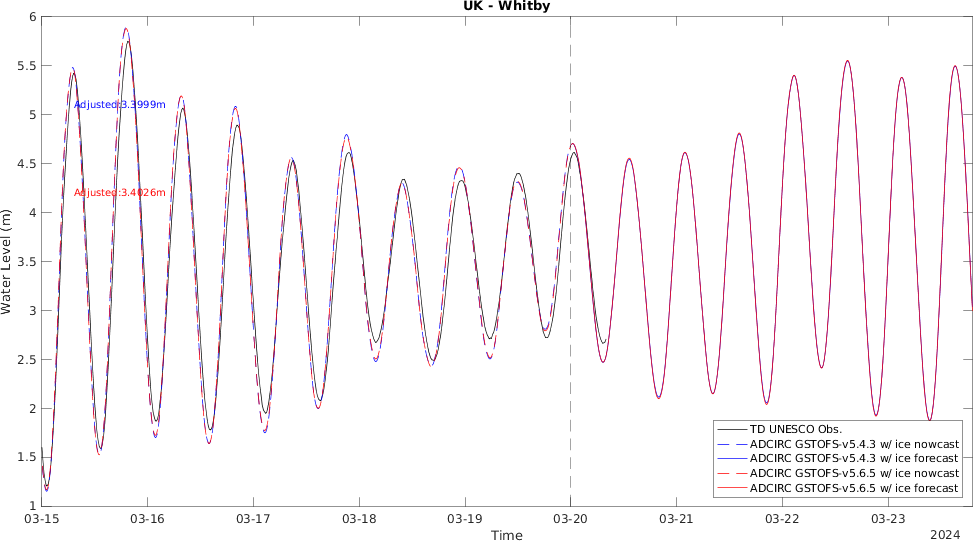 UK - Whitby
6
5.5
5
4.5
4
3.5
3
2.5
2
1.5
1
Water Level (m)
Adjusted:3.3999m
Adjusted:3.4026m
TD UNESCO Obs.
ADCIRC GSTOFS-v5.4.3 w/ ice nowcast
ADCIRC GSTOFS-v5.4.3 w/ ice forecast
ADCIRC GSTOFS-v5.6.5 w/ ice nowcast
ADCIRC GSTOFS-v5.6.5 w/ ice forecast
03-15 03-16 03-17 03-18 03-19 03-20 03-21 03-22 03-23
Time
2024